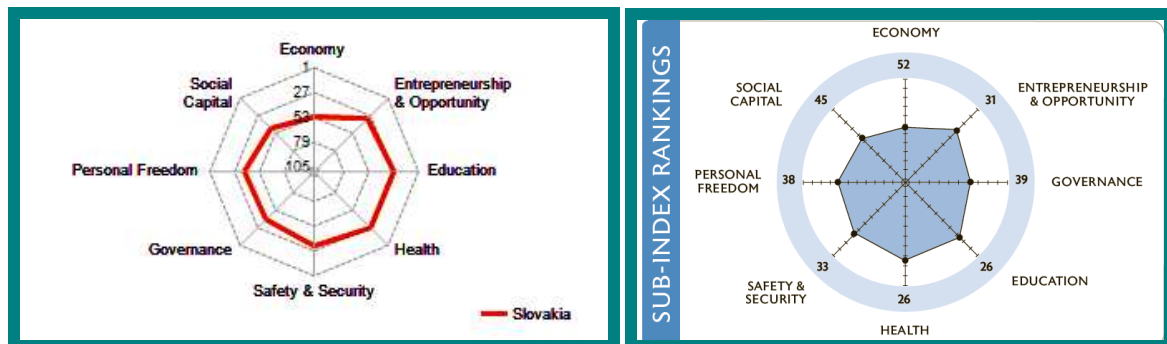 Economy
1
Social
Capital
Entrepreneurship
& Opportunity
27
53
79
105
Personal Freedom
Education
Governance
Health
Safety & Security
Slovakia
SUB-INDEX RANKINGS
ECONOMY
52
SOCIAL
CAPITAL
45
31
ENTREPRENEURSHIP
& OPPORTUNITY
PERSONAL
FREEDOM
38
39
GOVERNANCE
33
26
SAFETY &
SECURITY
EDUCATION
26
HEALTH